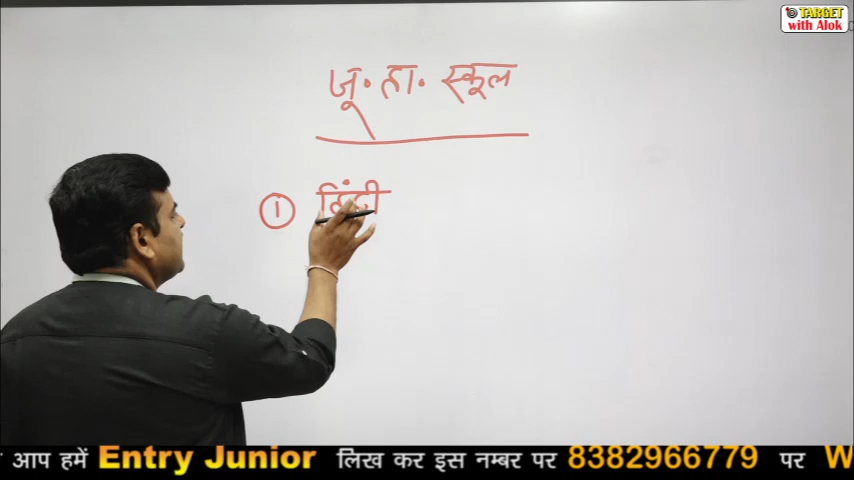 TARGET
with Alok
जू. हा. स्कूल
① हिंदी
आप हमें Entry Junior लिख कर इस नम्बर पर 8382966779 पर W